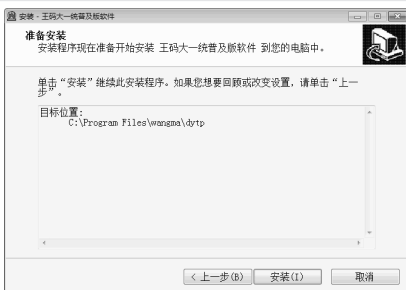 安装 - 王码大一统普及版软件
准备安装
安装程序现在准备开始安装 王码大一统普及版软件 到您的电脑中。
单击“安装”继续此安装程序。如果您想要回顾或改变设置，请单击“上一
步”。
目标位置:
C:\Program Files\wangma\dytp
< 上一步(B)
安装(I)
取消